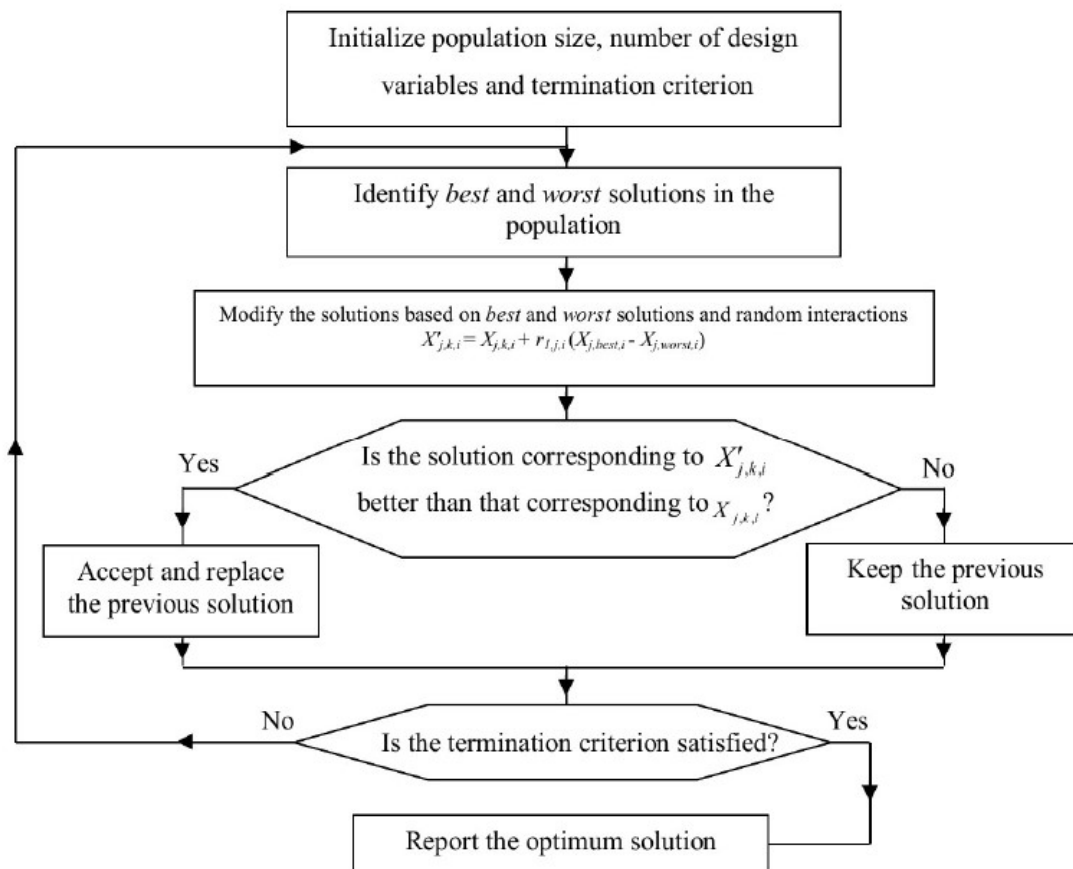 Initialize population size, number of design
variables and termination criterion
Identify best and worst solutions in the
population
Modify the solutions based on best and worst solutions and random interactions
X'j,k,i = Xj,k,i + r1,j,i (Xj,best,i - Xj,worst,i)
Is the solution corresponding to X'j,k,i
better than that corresponding to Xj,k,i?
Yes
No
Accept and replace
the previous solution
Keep the previous
solution
Is the termination criterion satisfied?
No
Yes
Report the optimum solution